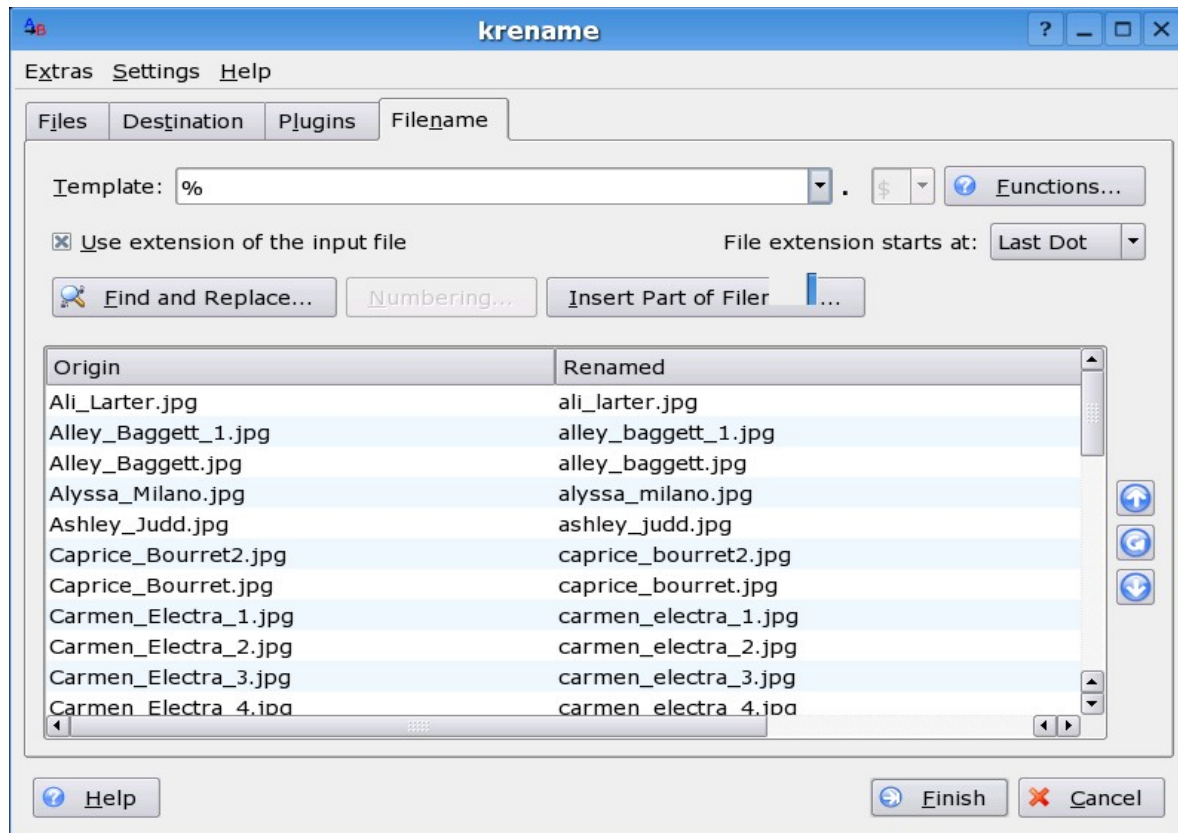 krename
Extras Settings Help
Files Destination Plugins Filename
Template: % . $ Functions...
Use extension of the input file File extension starts at: Last Dot
Find and Replace... Numbering... Insert Part of ...
Origin Renamed
Ali_Larter.jpg ali_larter.jpg
Alley_Baggett_1.jpg alley_baggett_1.jpg
Alley_Baggett.jpg alley_baggett.jpg
Alyssa_Milano.jpg alyssa_milano.jpg
Ashley_Judd.jpg ashley_judd.jpg
Caprice_Bourret2.jpg caprice_bourret2.jpg
Caprice_Bourret.jpg caprice_bourret.jpg
Carmen_Electra_1.jpg carmen_electra_1.jpg
Carmen_Electra_2.jpg carmen_electra_2.jpg
Carmen_Electra_3.jpg carmen_electra_3.jpg
Carmen_Electra_4.jpg carmen_electra_4.jpg
Help Finish Cancel